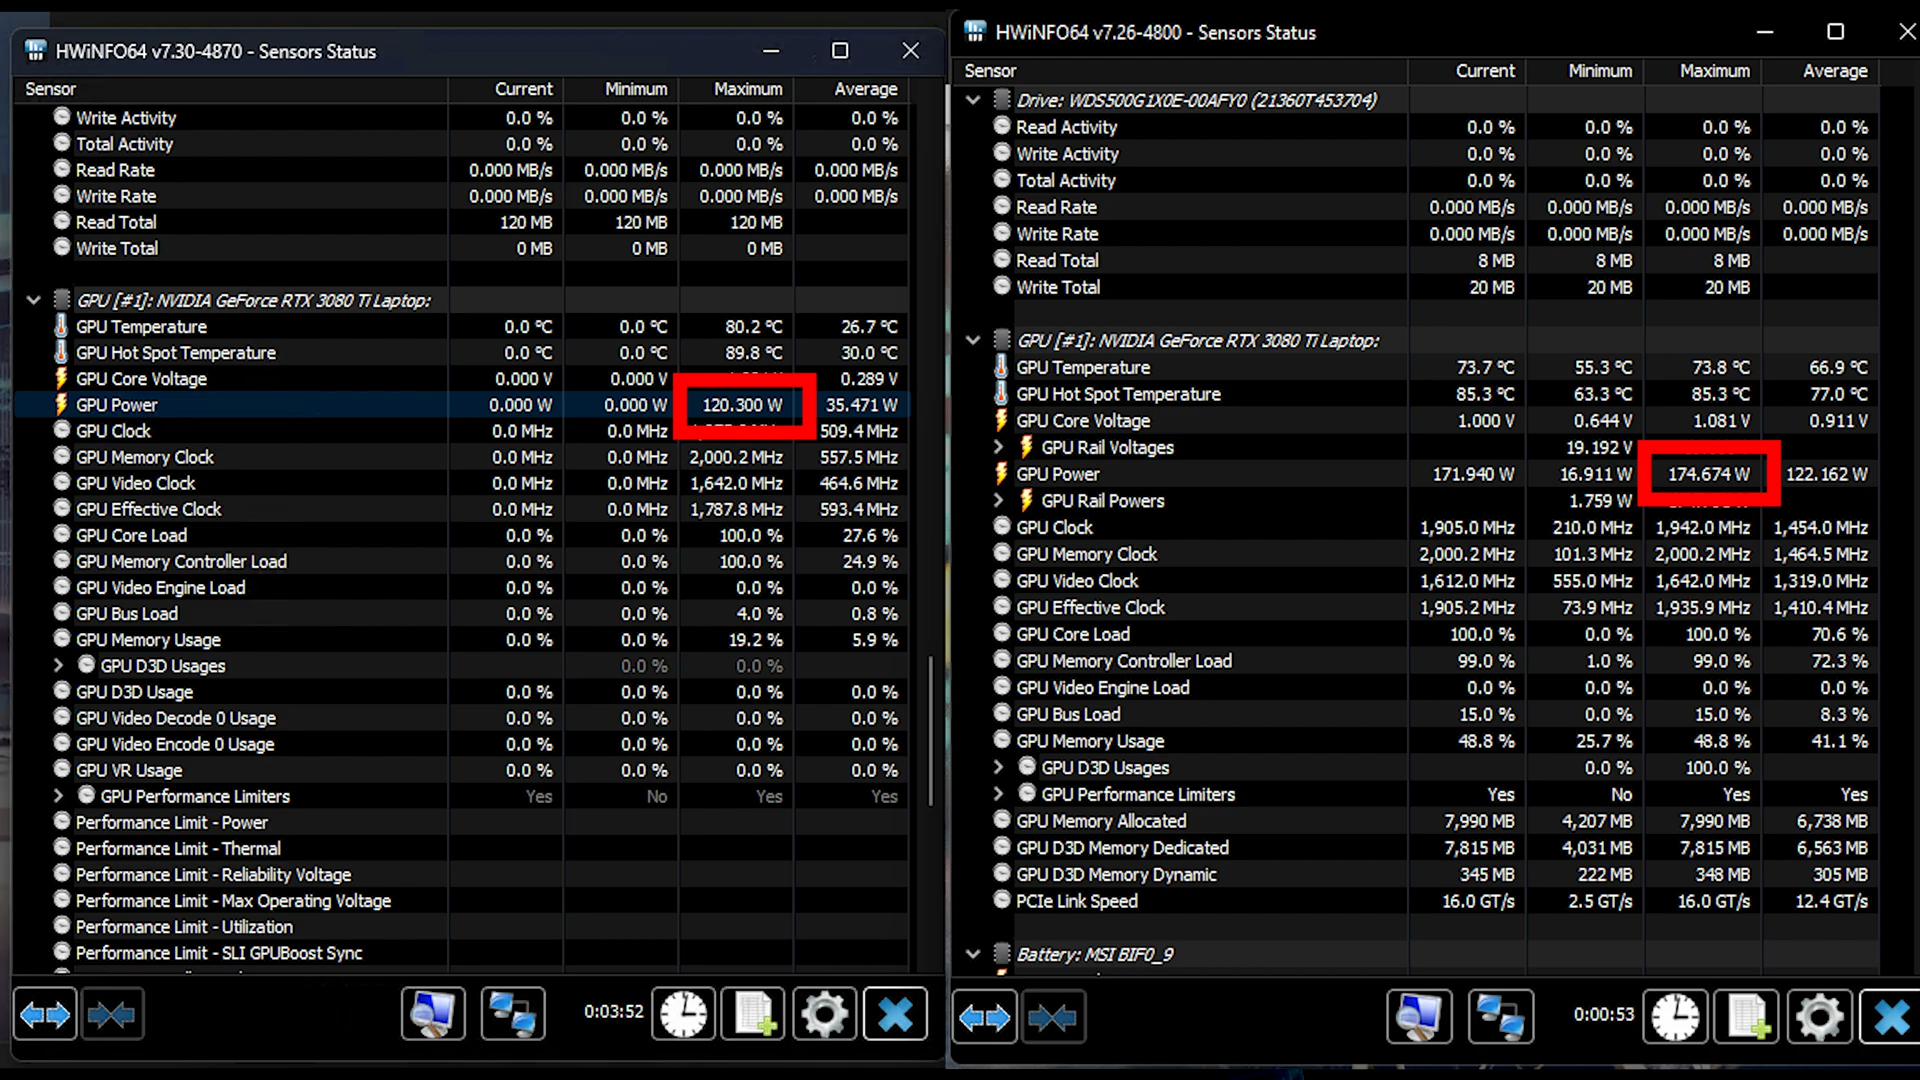 HWiNFO64 v7.30-4870 - Sensors Status
Sensor Current Minimum Maximum Average
Write Activity 0.0 % 0.0 % 0.0 % 0.0 %
Total Activity 0.0 % 0.0 % 0.0 % 0.0 %
Read Rate 0.000 MB/s 0.000 MB/s 0.000 MB/s 0.000 MB/s
Write Rate 0.000 MB/s 0.000 MB/s 0.000 MB/s 0.000 MB/s
Read Total 120 MB 120 MB 120 MB
Write Total 0 MB 0 MB 0 MB
GPU [#1]: NVIDIA GeForce RTX 3080 Ti Laptop:
GPU Temperature 0.0 °C 0.0 °C 80.2 °C 26.7 °C
GPU Hot Spot Temperature 0.0 °C 0.0 °C 89.8 °C 30.0 °C
GPU Core Voltage 0.000 V 0.000 V 0.289 V
GPU Power 0.000 W 0.000 W 120.300 W 35.471 W
GPU Clock 0.0 MHz 0.0 MHz 509.4 MHz
GPU Memory Clock 0.0 MHz 0.0 MHz 2,000.2 MHz 557.5 MHz
GPU Video Clock 0.0 MHz 0.0 MHz 1,642.0 MHz 464.6 MHz
GPU Effective Clock 0.0 MHz 0.0 MHz 1,787.8 MHz 593.4 MHz
GPU Core Load 0.0 % 0.0 % 100.0 % 27.6 %
GPU Memory Controller Load 0.0 % 0.0 % 100.0 % 24.9 %
GPU Video Engine Load 0.0 % 0.0 % 0.0 % 0.0 %
GPU Bus Load 0.0 % 0.0 % 4.0 % 0.8 %
GPU Memory Usage 0.0 % 0.0 % 19.2 % 5.9 %
GPU D3D Usages 0.0 % 0.0 %
GPU D3D Usage 0.0 % 0.0 % 0.0 % 0.0 %
GPU Video Decode 0 Usage 0.0 % 0.0 % 0.0 % 0.0 %
GPU Video Encode 0 Usage 0.0 % 0.0 % 0.0 % 0.0 %
GPU VR Usage 0.0 % 0.0 % 0.0 % 0.0 %
GPU Performance Limiters Yes No Yes Yes
Performance Limit - Power
Performance Limit - Thermal
Performance Limit - Reliability Voltage
Performance Limit - Max Operating Voltage
Performance Limit - Utilization
Performance Limit - SLI GPUBoost Sync
0:03:52
HWiNFO64 v7.26-4800 - Sensors Status
Sensor Current Minimum Maximum Average
Drive: WDS500G1X0E-00AFY0 (21360T453704)
Read Activity 0.0 % 0.0 % 0.0 % 0.0 %
Write Activity 0.0 % 0.0 % 0.0 % 0.0 %
Total Activity 0.0 % 0.0 % 0.0 % 0.0 %
Read Rate 0.000 MB/s 0.000 MB/s 0.000 MB/s 0.000 MB/s
Write Rate 0.000 MB/s 0.000 MB/s 0.000 MB/s 0.000 MB/s
Read Total 8 MB 8 MB 8 MB
Write Total 20 MB 20 MB 20 MB
GPU [#1]: NVIDIA GeForce RTX 3080 Ti Laptop:
GPU Temperature 73.7 °C 55.3 °C 73.8 °C 66.9 °C
GPU Hot Spot Temperature 85.3 °C 63.3 °C 85.3 °C 77.0 °C
GPU Core Voltage 1.000 V 0.644 V 1.081 V 0.911 V
GPU Rail Voltages 19.192 V
GPU Power 171.940 W 16.911 W 174.674 W 122.162 W
GPU Rail Powers 1.759 W
GPU Clock 1,905.0 MHz 210.0 MHz 1,942.0 MHz 1,454.0 MHz
GPU Memory Clock 2,000.2 MHz 101.3 MHz 2,000.2 MHz 1,464.5 MHz
GPU Video Clock 1,612.0 MHz 555.0 MHz 1,642.0 MHz 1,319.0 MHz
GPU Effective Clock 1,905.2 MHz 73.9 MHz 1,935.9 MHz 1,410.4 MHz
GPU Core Load 100.0 % 0.0 % 100.0 % 70.6 %
GPU Memory Controller Load 99.0 % 1.0 % 99.0 % 72.3 %
GPU Video Engine Load 0.0 % 0.0 % 0.0 % 0.0 %
GPU Bus Load 15.0 % 0.0 % 15.0 % 8.3 %
GPU Memory Usage 48.8 % 25.7 % 48.8 % 41.1 %
GPU D3D Usages 0.0 % 100.0 %
GPU Performance Limiters Yes No Yes Yes
GPU Memory Allocated 7,990 MB 4,207 MB 7,990 MB 6,738 MB
GPU D3D Memory Dedicated 7,815 MB 4,031 MB 7,815 MB 6,563 MB
GPU D3D Memory Dynamic 345 MB 222 MB 348 MB 305 MB
PCIe Link Speed 16.0 GT/s 2.5 GT/s 16.0 GT/s 12.4 GT/s
Battery: MSI BIF0_9
0:00:53